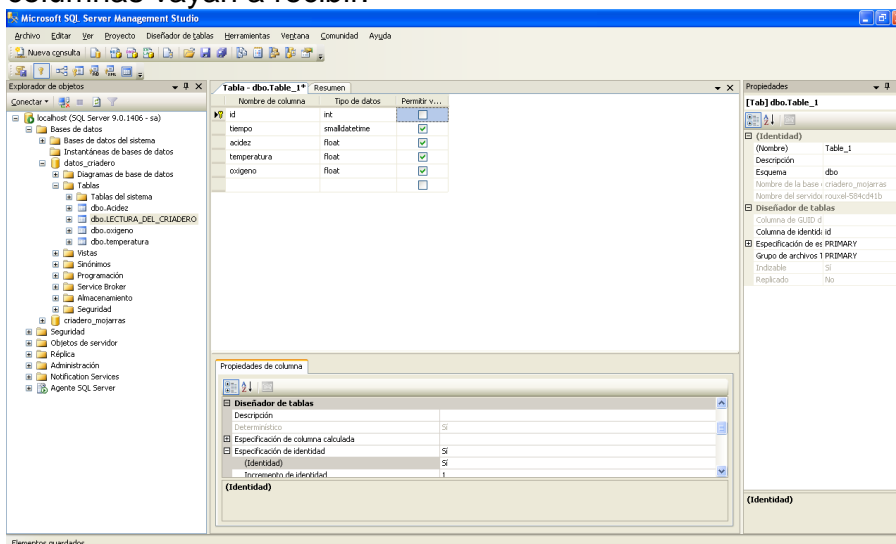 columnas vayan a recibir.
Microsoft SQL Server Management Studio
Archivo Editar Ver Proyecto Diseñador de tablas Herramientas Ventana Comunidad Ayuda
Nueva consulta
Explorador de objetos
Conectar
localhost (SQL Server 9.0.1406 - sa)
Bases de datos
Bases de datos del sistema
Instantáneas de bases de datos
datos_criadero
Diagramas de base de datos
Tablas
Tablas del sistema
dbo.Acidez
dbo.LECTURA_DEL_CRIADERO
dbo.oxigeno
dbo.temperatura
Vistas
Sinónimos
Programación
Service Broker
Almacenamiento
Seguridad
criadero_mojarras
Seguridad
Objetos de servidor
Réplica
Administración
Notification Services
Agente SQL Server
Tabla - dbo.Table_1* Resumen
Nombre de columna Tipo de datos Permitir v...
id int
tiempo smalldatetime
acidez float
temperatura float
oxigeno float
Propiedades de columna
Diseñador de tablas
Descripción
Determinístico Sí
Especificación de columna calculada
Especificación de identidad Sí
(Identidad) Sí
Incremento de identidad 1
(Identidad)
Propiedades
[Tab] dbo.Table_1
(Identidad)
(Nombre) Table_1
Descripción
Esquema dbo
Nombre de la base criadero_mojarras
Nombre del servidor rouxel-584cd41b
Diseñador de tablas
Columna de GUID d
Columna de identid id
Especificación de es PRIMARY
Grupo de archivos T PRIMARY
Indizable Sí
Replicado No
(Identidad)
Elementos guardados